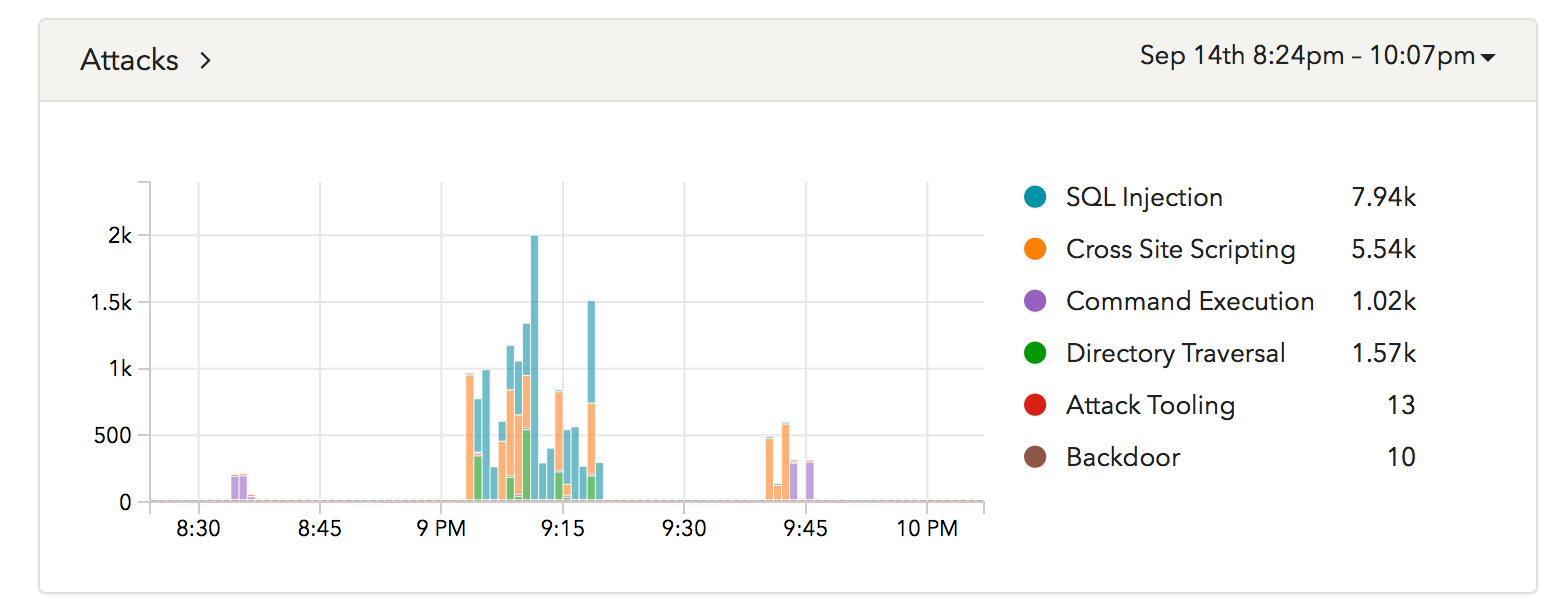 Attacks
Sep 14th 8:24pm – 10:07pm
2k
1.5k
1k
500
0
8:30 8:45 9 PM 9:15 9:30 9:45 10 PM
SQL Injection 7.94k
Cross Site Scripting 5.54k
Command Execution 1.02k
Directory Traversal 1.57k
Attack Tooling 13
Backdoor 10